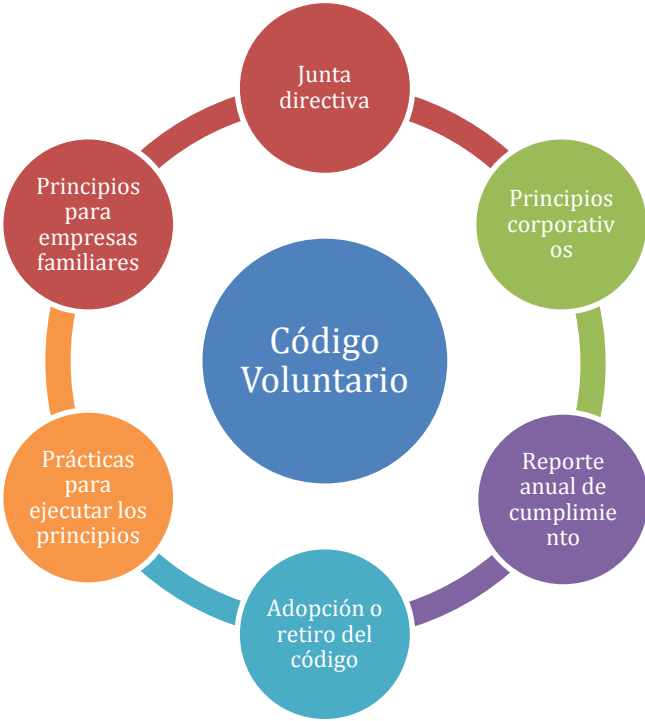 Junta
directiva
Principios
corporativ
os
Reporte
anual de
cumplimie
nto
Adopción o
retiro del
código
Prácticas
para
ejecutar los
principios
Principios
para
empresas
familiares
Código
Voluntario